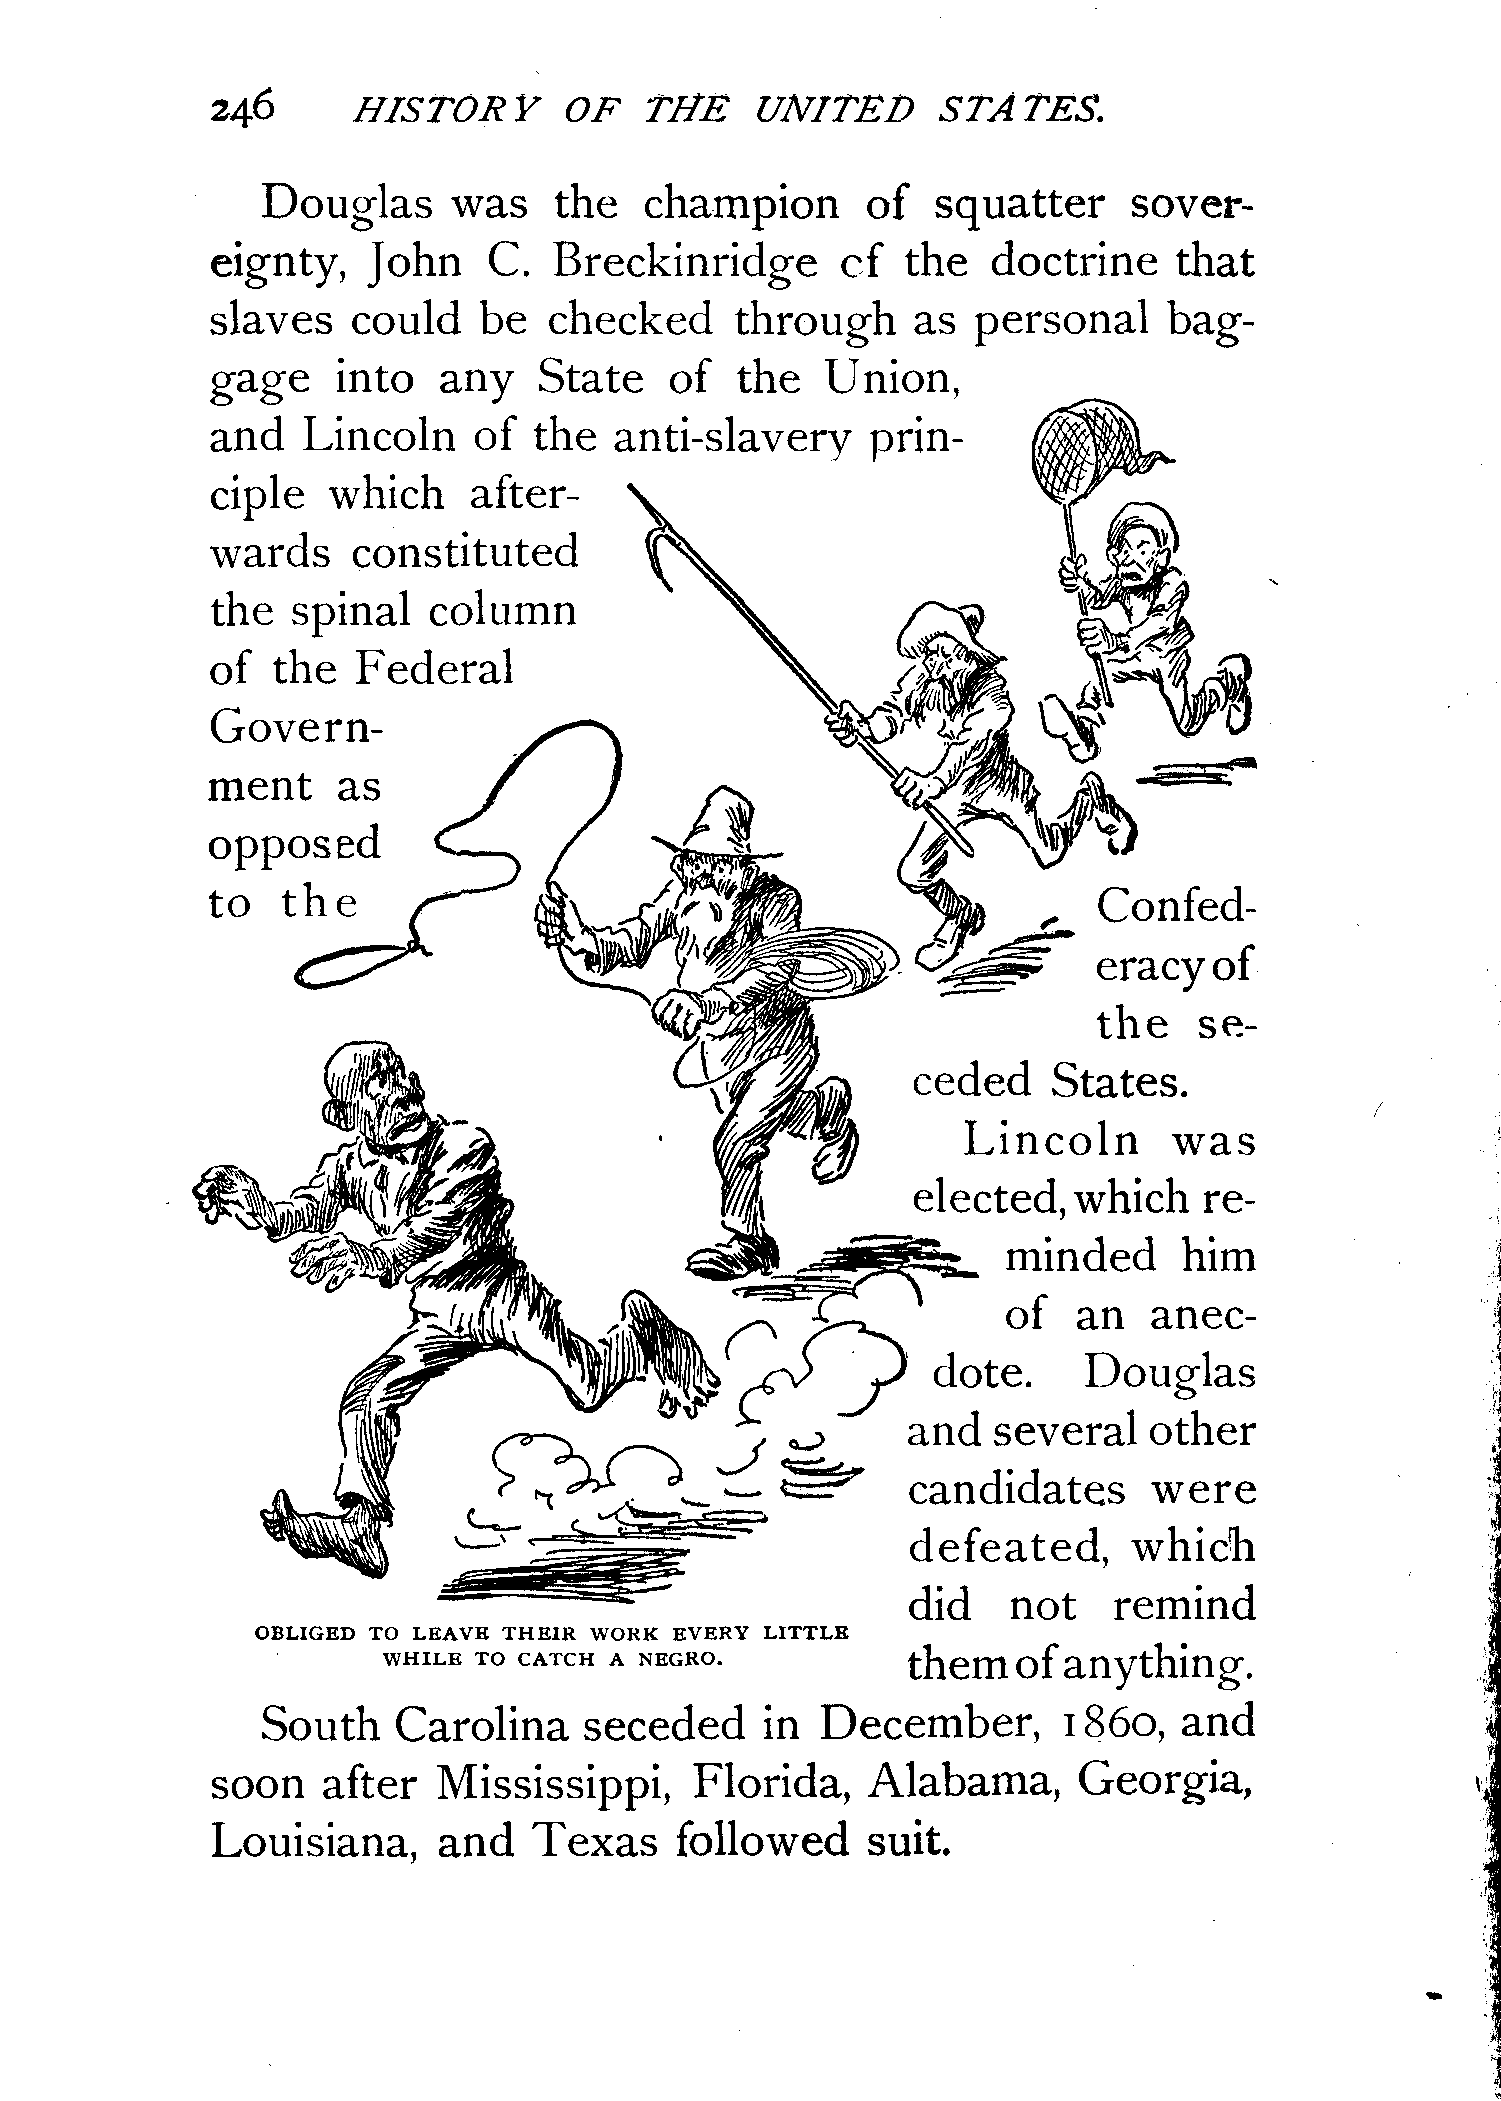 246 HISTORY OF THE UNITED STATES.
Douglas was the champion of squatter sover-
eignty, John C. Breckinridge of the doctrine that
slaves could be checked through as personal bag-
gage into any State of the Union,
and Lincoln of the anti-slavery prin-
ciple which after-
wards constituted
the spinal column
of the Federal
Govern-
ment as
opposed
to the Confed-
eracy of
the se-
ceded States.
Lincoln was
elected, which re-
minded him
of an anec-
dote. Douglas
and several other
candidates were
defeated, which
did not remind
them of anything.
OBLIGED TO LEAVE THEIR WORK EVERY LITTLE
WHILE TO CATCH A NEGRO.
South Carolina seceded in December, 1860, and
soon after Mississippi, Florida, Alabama, Georgia,
Louisiana, and Texas followed suit.